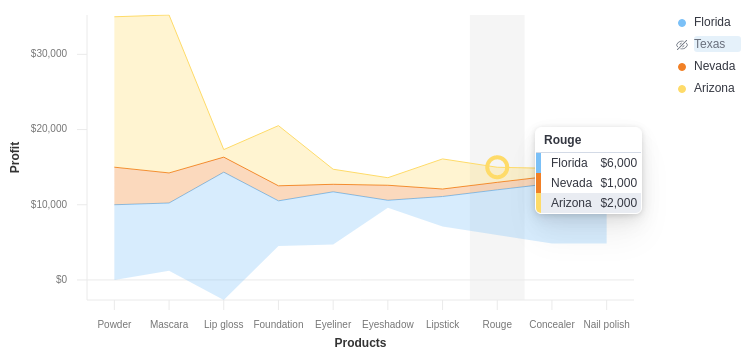 Florida
Texas
Nevada
Arizona
$30,000
$20,000
$10,000
$0
Profit
Rouge
Florida $6,000
Nevada $1,000
Arizona $2,000
Powder Mascara Lip gloss Foundation Eyeliner Eyeshadow Lipstick Rouge Concealer Nail polish
Products